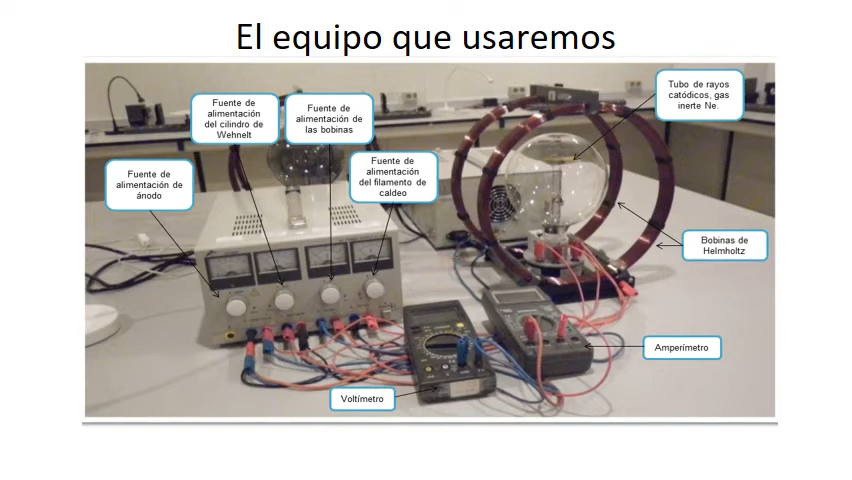 El equipo que usaremos
Fuente de
alimentación
del cilindro de
Wehnelt
Fuente de
alimentación de
las bobinas
Tubo de rayos
catódicos, gas
inerte Ne.
Fuente de
alimentación de
ánodo
Fuente de
alimentación
del filamento de
caldeo
Bobinas de
Helmholtz
Amperímetro
Voltímetro